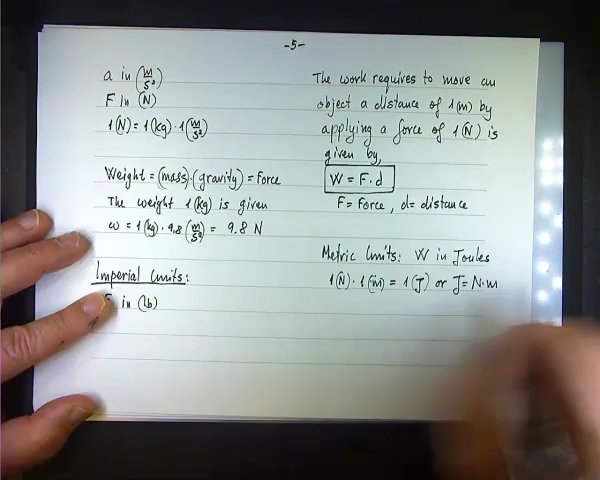 -5-
a in (m/s²)
F in (N)
1(N) = 1(kg) · 1(m/s²)
Weight = (mass)·(gravity) = Force
The weight 1(kg) is given
ω = 1(kg) · 9.8 (m/s²) = 9.8 N
Imperial Units:
F in (lb)
The work requires to move an
object a distance of 1(m) by
applying a force of 1(N) is
given by,
W = F·d
F = Force, d = distance
Metric Units: W in Joules
1(N) · 1(m) = 1(J) or J = N·m